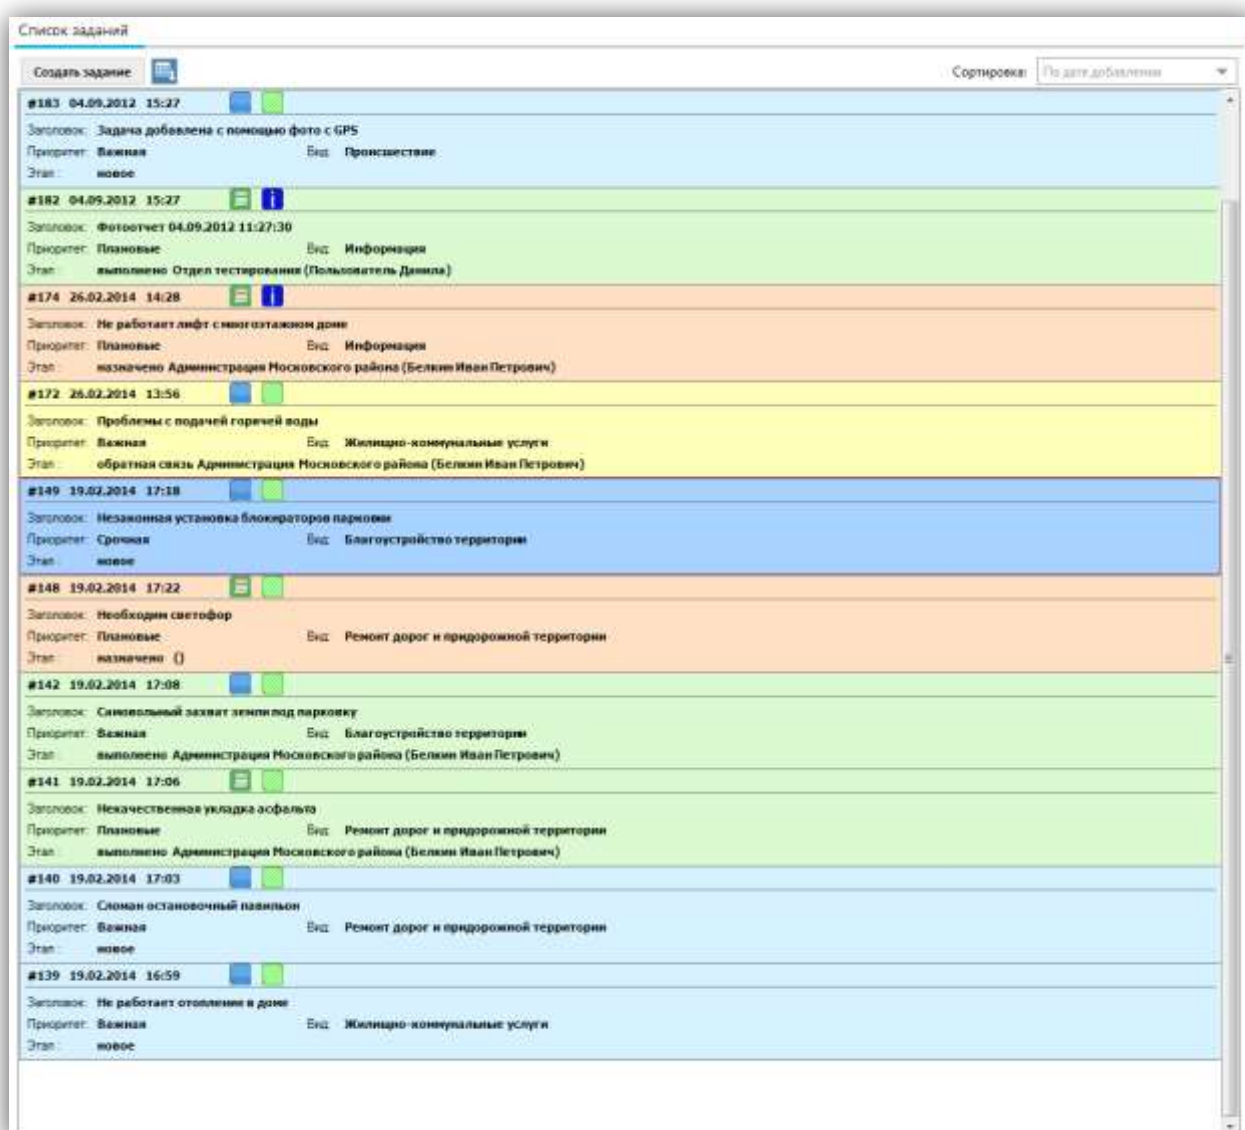 Список заданий
Создать задание Сортировка: По дате добавления
#183 04.09.2012 15:27
Заголовок: Задача добавлена с помощью фото с GPS
Приоритет: Важная Вид: Происшествие
Этап: новое
#182 04.09.2012 15:27
Заголовок: Фотоотчет 04.09.2012 11:27:30
Приоритет: Плановые Вид: Информация
Этап: выполнено Отдел тестирования (Пользователь Данила)
#174 26.02.2014 14:28
Заголовок: Не работает лифт с многоэтажном доме
Приоритет: Плановые Вид: Информация
Этап: назначено Администрация Московского района (Белкин Иван Петрович)
#172 26.02.2014 13:56
Заголовок: Проблемы с подачей горячей воды
Приоритет: Важная Вид: Жилищно-коммунальные услуги
Этап: обратная связь Администрация Московского района (Белкин Иван Петрович)
#149 19.02.2014 17:18
Заголовок: Незаконная установка блокираторов парковки
Приоритет: Срочная Вид: Благоустройство территории
Этап: новое
#148 19.02.2014 17:22
Заголовок: Необходим светофор
Приоритет: Плановые Вид: Ремонт дорог и придорожной территории
Этап: назначено ()
#142 19.02.2014 17:08
Заголовок: Самовольный захват земли под парковку
Приоритет: Важная Вид: Благоустройство территории
Этап: выполнено Администрация Московского района (Белкин Иван Петрович)
#141 19.02.2014 17:06
Заголовок: Некачественная укладка асфальта
Приоритет: Плановые Вид: Ремонт дорог и придорожной территории
Этап: выполнено Администрация Московского района (Белкин Иван Петрович)
#140 19.02.2014 17:03
Заголовок: Сломан остановочный павильон
Приоритет: Важная Вид: Ремонт дорог и придорожной территории
Этап: новое
#139 19.02.2014 16:59
Заголовок: Не работает отопление в доме
Приоритет: Важная Вид: Жилищно-коммунальные услуги
Этап: новое